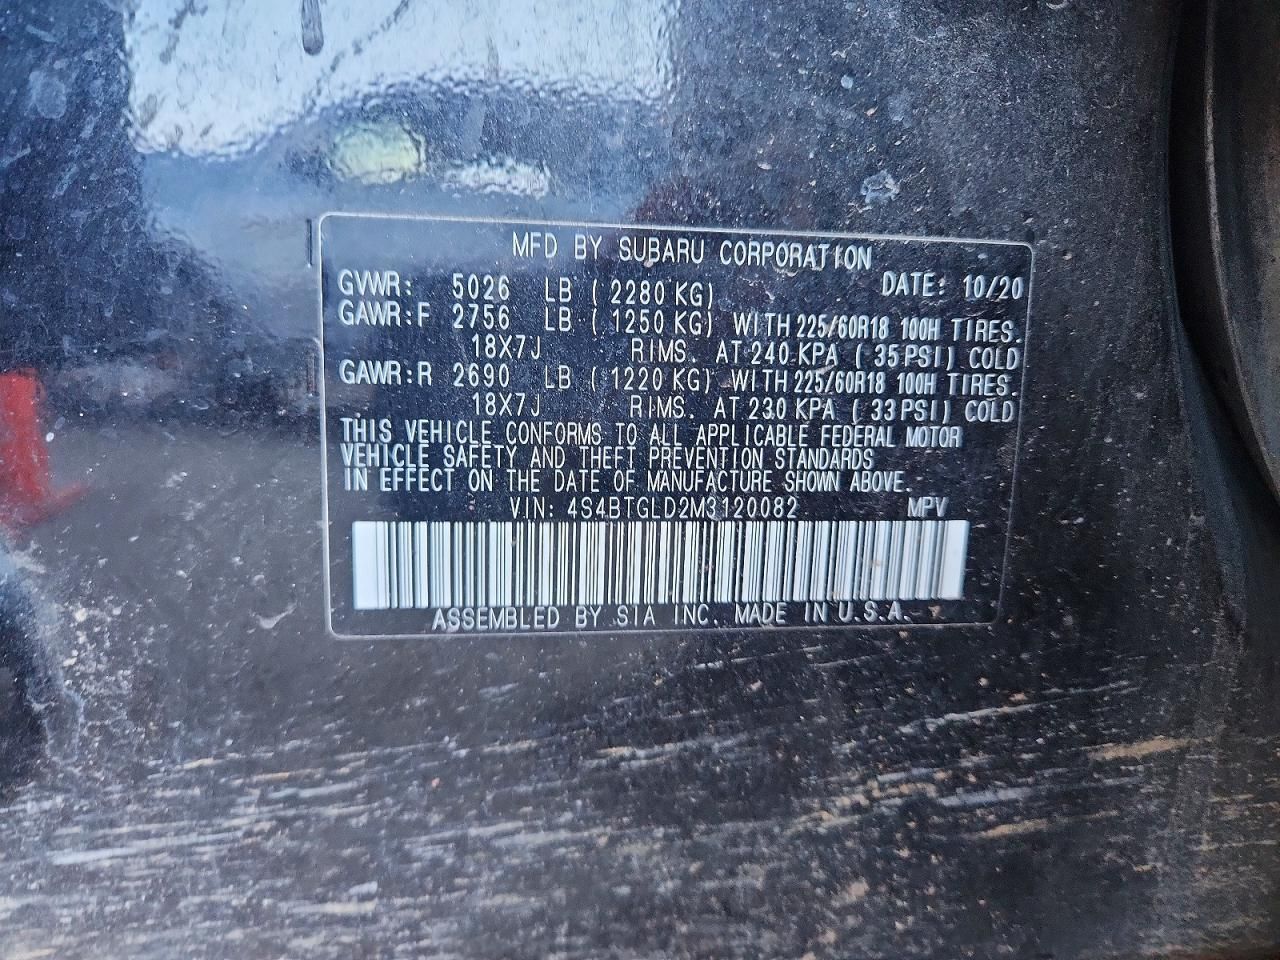 MFD BY SUBARU CORPORATION
GVWR: 5026 LB (2280 KG) DATE: 10/20
GAWR:F 2756 LB (1250 KG) WITH 225/60R18 100H TIRES.
18X7J RIMS. AT 240 KPA (35 PSI) COLD
GAWR:R 2690 LB (1220 KG) WITH 225/60R18 100H TIRES.
18X7J RIMS. AT 230 KPA (33 PSI) COLD
THIS VEHICLE CONFORMS TO ALL APPLICABLE FEDERAL MOTOR
VEHICLE SAFETY AND THEFT PREVENTION STANDARDS
IN EFFECT ON THE DATE OF MANUFACTURE SHOWN ABOVE.
VIN: 4S4BTGLD2M3120082 MPV
ASSEMBLED BY SIA INC. MADE IN U.S.A.